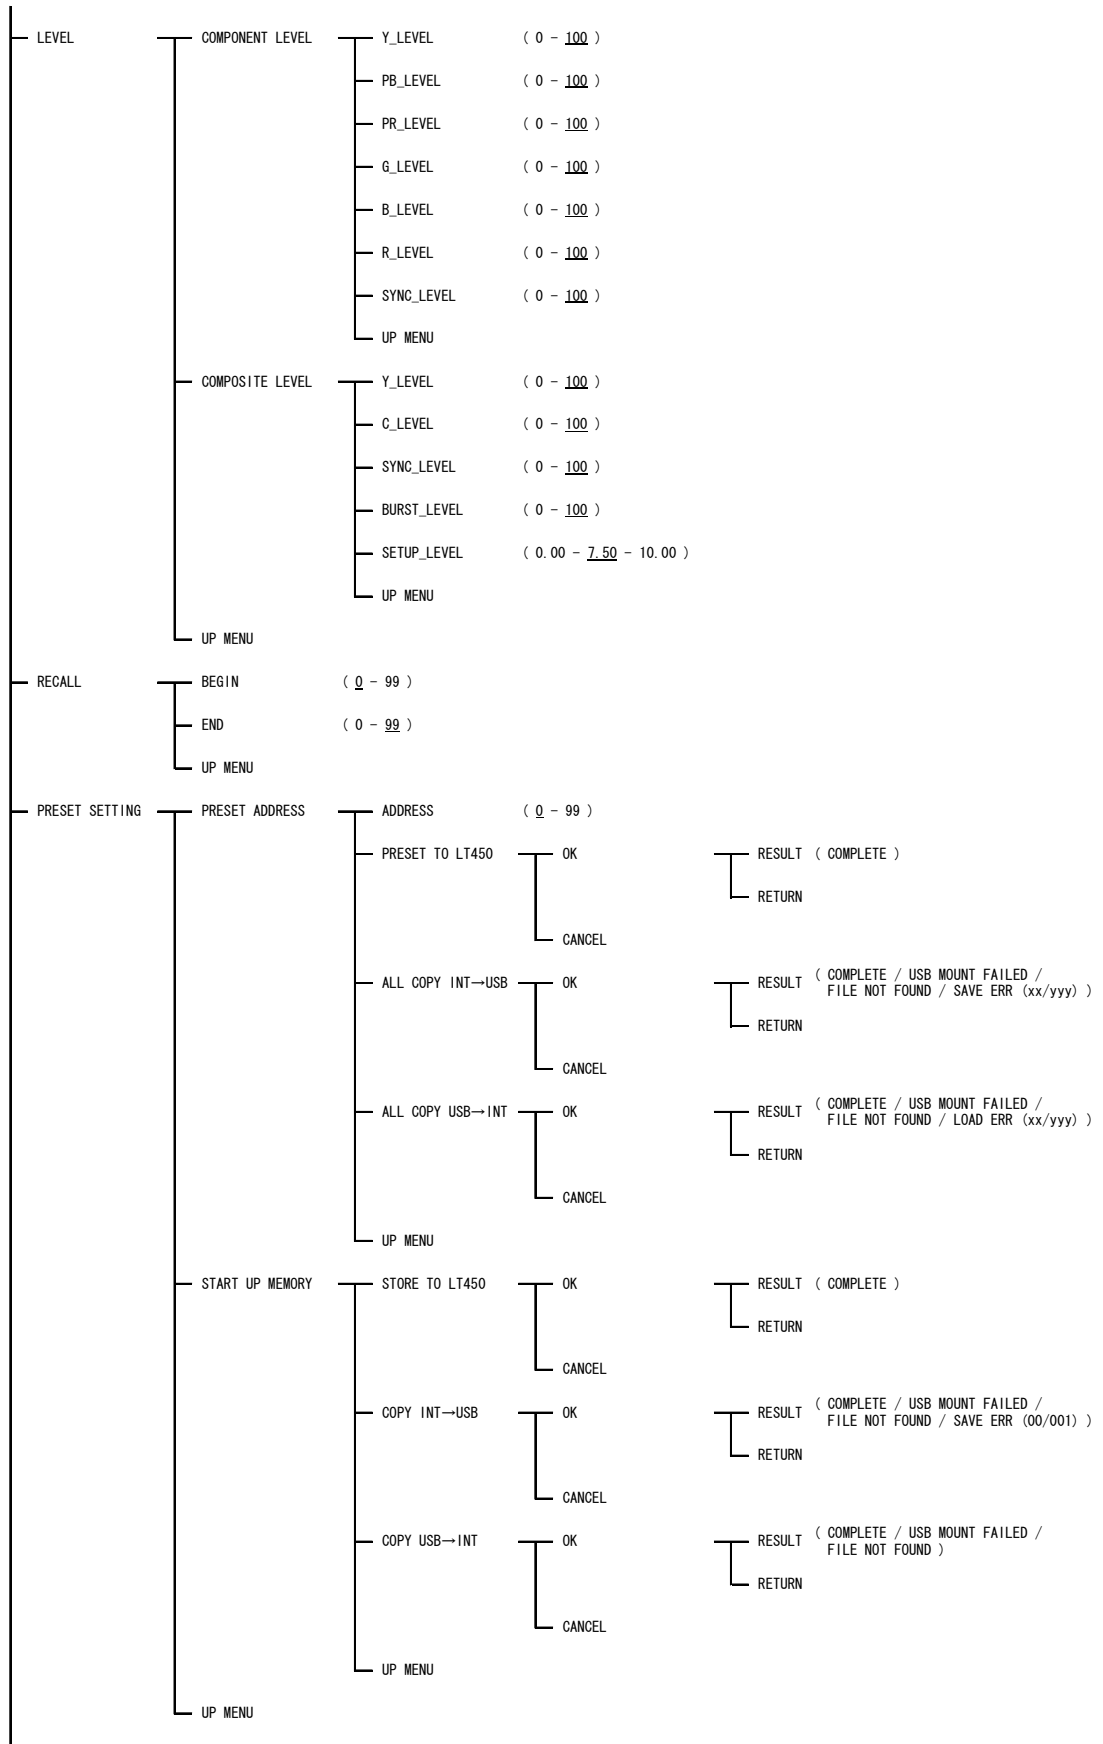 LEVEL COMPONENT LEVEL Y_LEVEL ( 0 - 100 )
PB_LEVEL ( 0 - 100 )
PR_LEVEL ( 0 - 100 )
G_LEVEL ( 0 - 100 )
B_LEVEL ( 0 - 100 )
R_LEVEL ( 0 - 100 )
SYNC_LEVEL ( 0 - 100 )
UP MENU
COMPOSITE LEVEL Y_LEVEL ( 0 - 100 )
C_LEVEL ( 0 - 100 )
SYNC_LEVEL ( 0 - 100 )
BURST_LEVEL ( 0 - 100 )
SETUP_LEVEL ( 0.00 - 7.50 - 10.00 )
UP MENU
UP MENU
RECALL BEGIN ( 0 - 99 )
END ( 0 - 99 )
UP MENU
PRESET SETTING PRESET ADDRESS ADDRESS ( 0 - 99 )
PRESET TO LT450 OK RESULT ( COMPLETE )
RETURN
CANCEL
ALL COPY INT→USB OK RESULT ( COMPLETE / USB MOUNT FAILED /
FILE NOT FOUND / SAVE ERR (xx/yyy) )
RETURN
CANCEL
ALL COPY USB→INT OK RESULT ( COMPLETE / USB MOUNT FAILED /
FILE NOT FOUND / LOAD ERR (xx/yyy) )
RETURN
CANCEL
UP MENU
START UP MEMORY STORE TO LT450 OK RESULT ( COMPLETE )
RETURN
CANCEL
COPY INT→USB OK RESULT ( COMPLETE / USB MOUNT FAILED /
FILE NOT FOUND / SAVE ERR (00/001) )
RETURN
CANCEL
COPY USB→INT OK RESULT ( COMPLETE / USB MOUNT FAILED /
FILE NOT FOUND )
RETURN
CANCEL
UP MENU
UP MENU